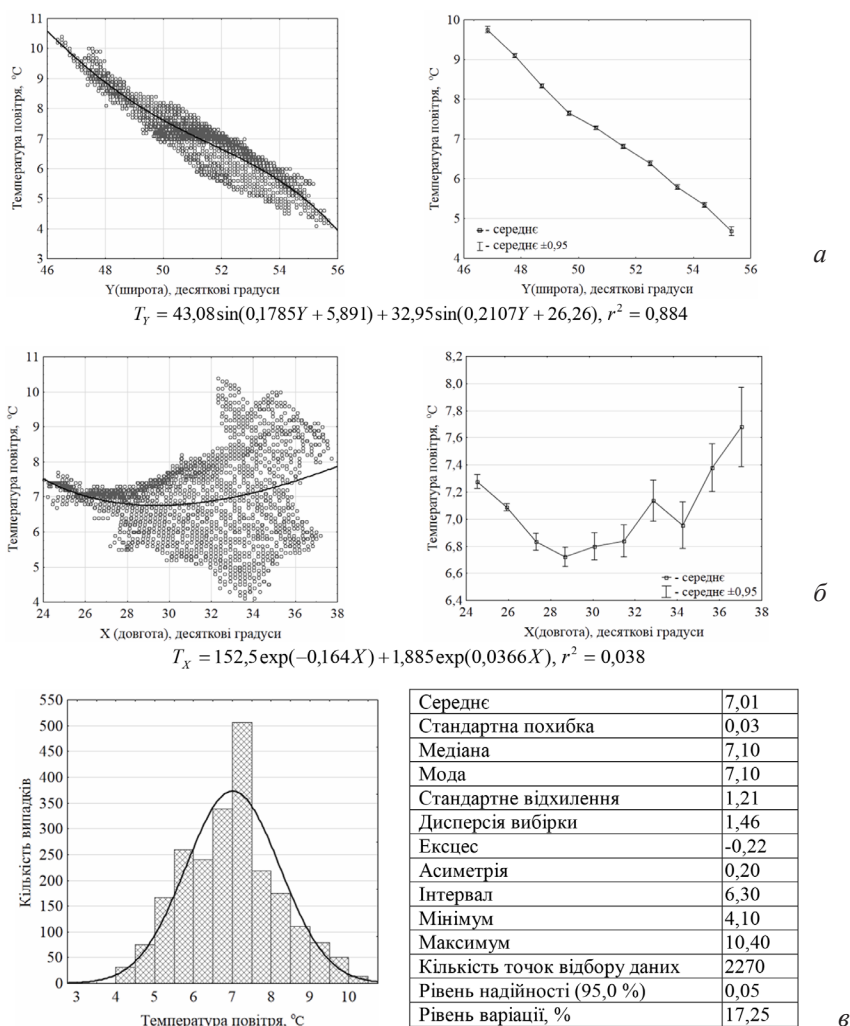 11
10
9
8
7
6
5
4
3
Температура повітря, °С
46 48 50 52 54 56
Y(широта), десяткові градуси
10
9
8
7
6
5
4
Температура повітря, °С
- середнє
- середнє ±0,95
46 48 50 52 54 56
Y(широта), десяткові градуси
а
T_Y = 43,08sin(0,1785Y + 5,891) + 32,95sin(0,2107Y + 26,26), r² = 0,884
11
10
9
8
7
6
5
4
Температура повітря, °С
24 26 28 30 32 34 36 38
X (довгота), десяткові градуси
8,2
8,0
7,8
7,6
7,4
7,2
7,0
6,8
6,6
6,4
Температура повітря, °С
- середнє
- середнє ±0,95
24 26 28 30 32 34 36 38
X(довгота), десяткові градуси
б
T_X = 152,5exp(−0,164X) + 1,885exp(0,0366X), r² = 0,038
550
500
450
400
350
300
250
200
150
100
50
0
Кількість випадків
3 4 5 6 7 8 9 10
Температура повітря, °С
Середнє 7,01
Стандартна похибка 0,03
Медіана 7,10
Мода 7,10
Стандартне відхилення 1,21
Дисперсія вибірки 1,46
Ексцес -0,22
Асиметрія 0,20
Інтервал 6,30
Мінімум 4,10
Максимум 10,40
Кількість точок відбору даних 2270
Рівень надійності (95,0 %) 0,05
Рівень варіації, % 17,25
в